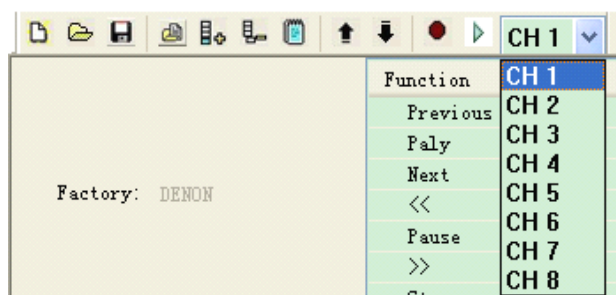 CH 1
Function
CH 1
Previous
CH 2
Paly
CH 3
Next
CH 4
Factory: DENON
<<
CH 5
Pause
CH 6
>>
CH 7
CH 8